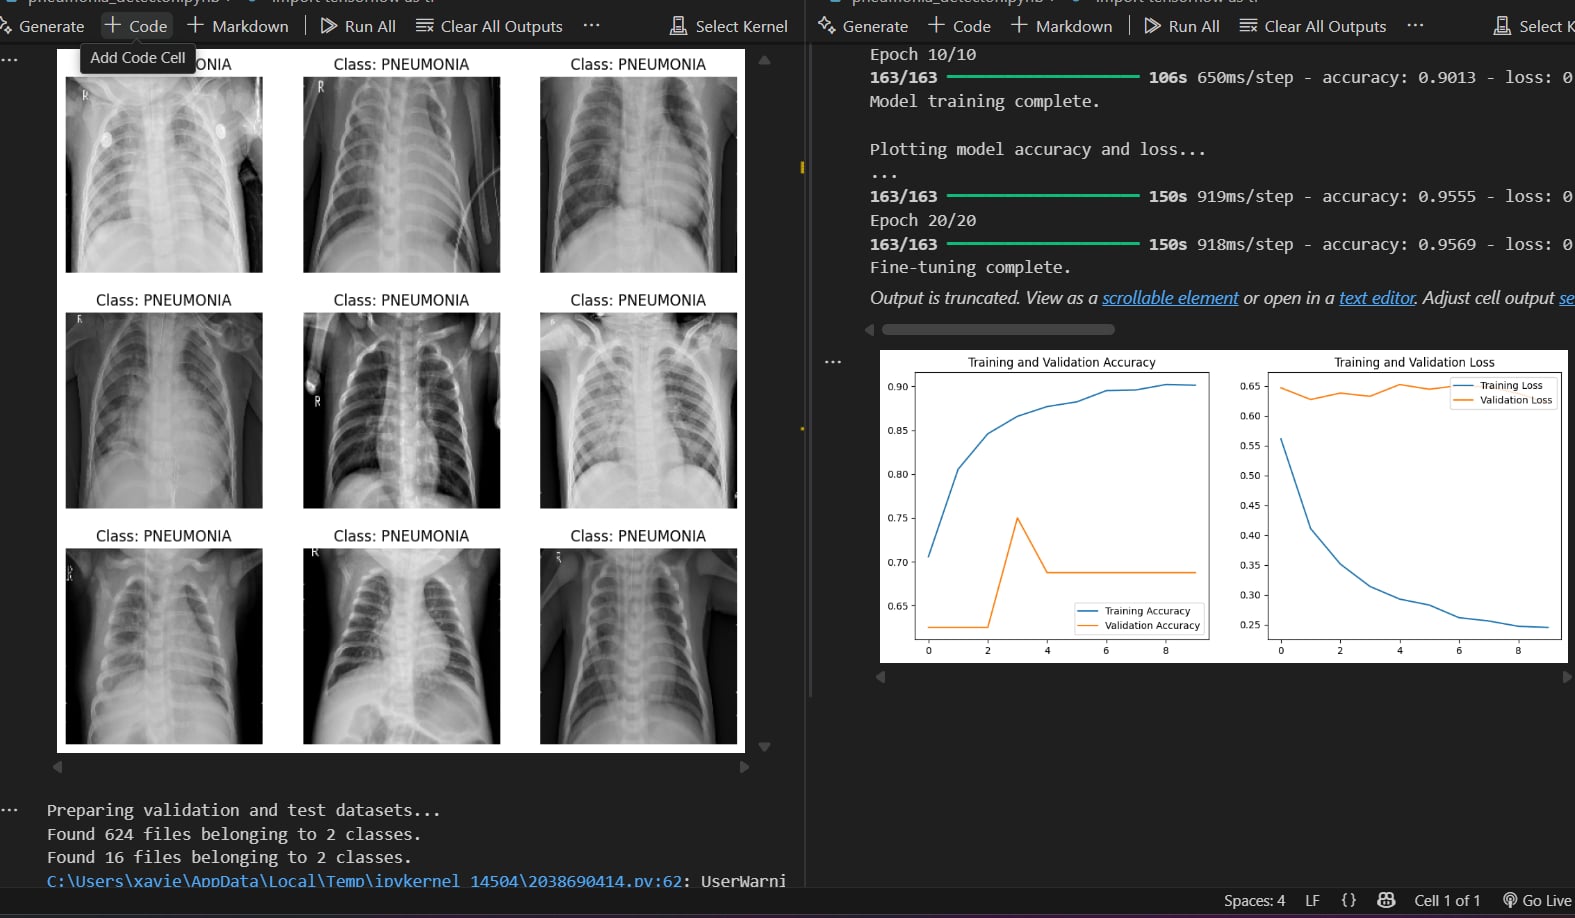 Generate + Code + Markdown Run All Clear All Outputs ... Select Kernel
Add Code Cell
ONIA
Class: PNEUMONIA
Class: PNEUMONIA
R
R
Class: PNEUMONIA
Class: PNEUMONIA
Class: PNEUMONIA
R
R
Class: PNEUMONIA
Class: PNEUMONIA
Class: PNEUMONIA
R
R
...
Preparing validation and test datasets...
Found 624 files belonging to 2 classes.
Found 16 files belonging to 2 classes.
C:\Users\xavie\AppData\Local\Temp\ipykernel_14504\2038690414.py:62: UserWarni
Generate + Code + Markdown Run All Clear All Outputs ... Select K
Epoch 10/10
163/163 106s 650ms/step - accuracy: 0.9013 - loss: 0
Model training complete.
Plotting model accuracy and loss...
...
163/163 150s 919ms/step - accuracy: 0.9555 - loss: 0
Epoch 20/20
163/163 150s 918ms/step - accuracy: 0.9569 - loss: 0
Fine-tuning complete.
Output is truncated. View as a scrollable element or open in a text editor. Adjust cell output se
...
Training and Validation Accuracy
0.90
0.85
0.80
0.75
0.70
0.65
Training Accuracy
Validation Accuracy
0 2 4 6 8
Training and Validation Loss
0.65
0.60
0.55
0.50
0.45
0.40
0.35
0.30
0.25
Training Loss
Validation Loss
0 2 4 6 8
Spaces: 4 LF {} Cell 1 of 1 Go Live